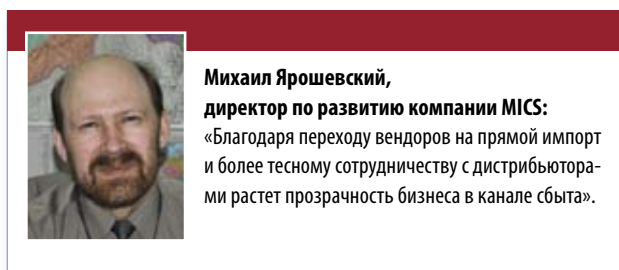 Михаил Ярошевский,
директор по развитию компании MICS:
«Благодаря переходу вендоров на прямой импорт
и более тесному сотрудничеству с дистрибьютора-
ми растет прозрачность бизнеса в канале сбыта».